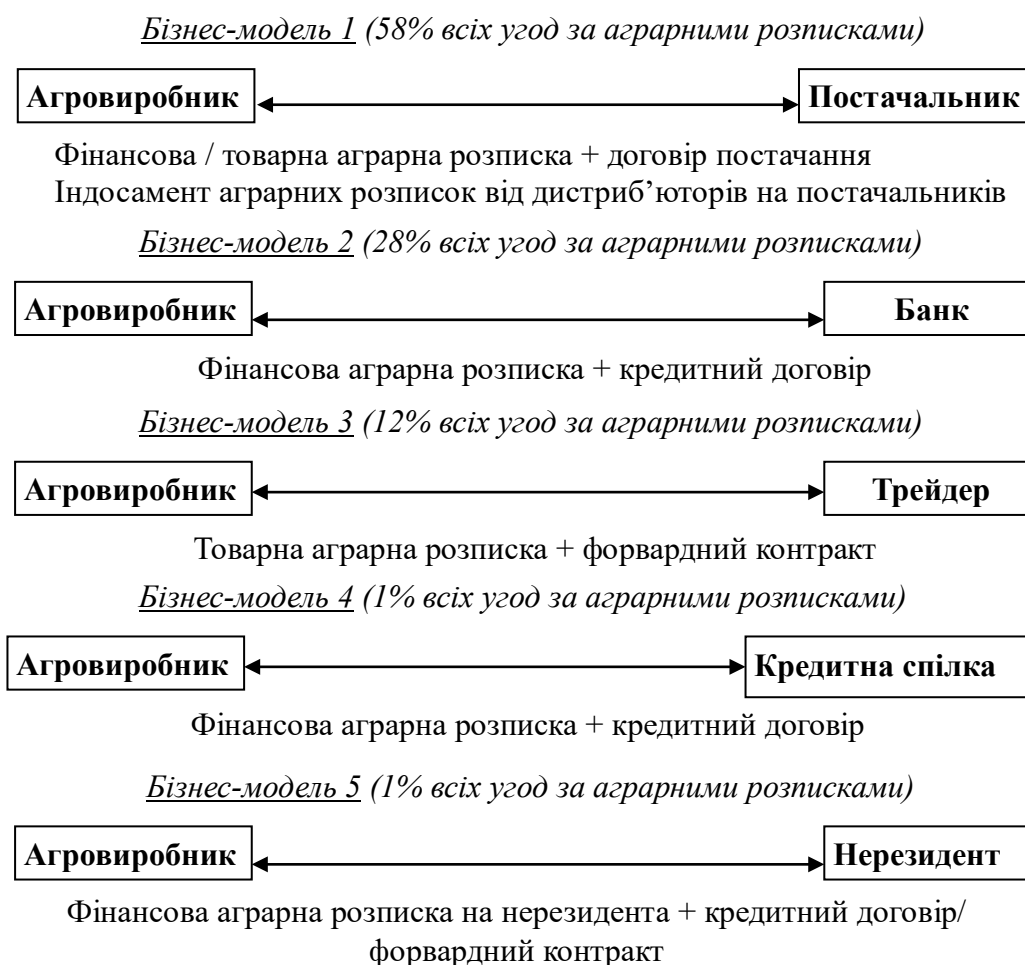 Бізнес-модель 1 (58% всіх угод за аграрними розписками)
Агровиробник Постачальник
Фінансова / товарна аграрна розписка + договір постачання
Індосамент аграрних розписок від дистриб’юторів на постачальників
Бізнес-модель 2 (28% всіх угод за аграрними розписками)
Агровиробник Банк
Фінансова аграрна розписка + кредитний договір
Бізнес-модель 3 (12% всіх угод за аграрними розписками)
Агровиробник Трейдер
Товарна аграрна розписка + форвардний контракт
Бізнес-модель 4 (1% всіх угод за аграрними розписками)
Агровиробник Кредитна спілка
Фінансова аграрна розписка + кредитний договір
Бізнес-модель 5 (1% всіх угод за аграрними розписками)
Агровиробник Нерезидент
Фінансова аграрна розписка на нерезидента + кредитний договір/
форвардний контракт